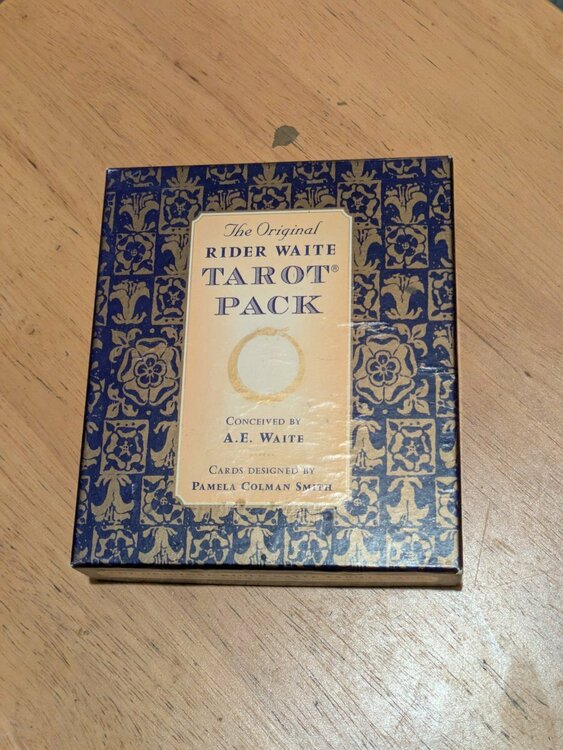 The Original
RIDER WAITE
TAROT®
PACK
CONCEIVED BY
A.E. WAITE
CARDS DESIGNED BY
PAMELA COLMAN SMITH